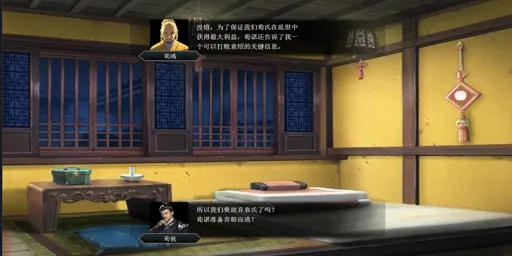 没错，为了保证我们荀氏在乱世中
获得最大利益，荀谌还告诉了我一
个可以打败袁绍的关键信息。
荀彧
所以我们要放弃袁氏了吗？
荀谌准备弃船而逃？
荀攸